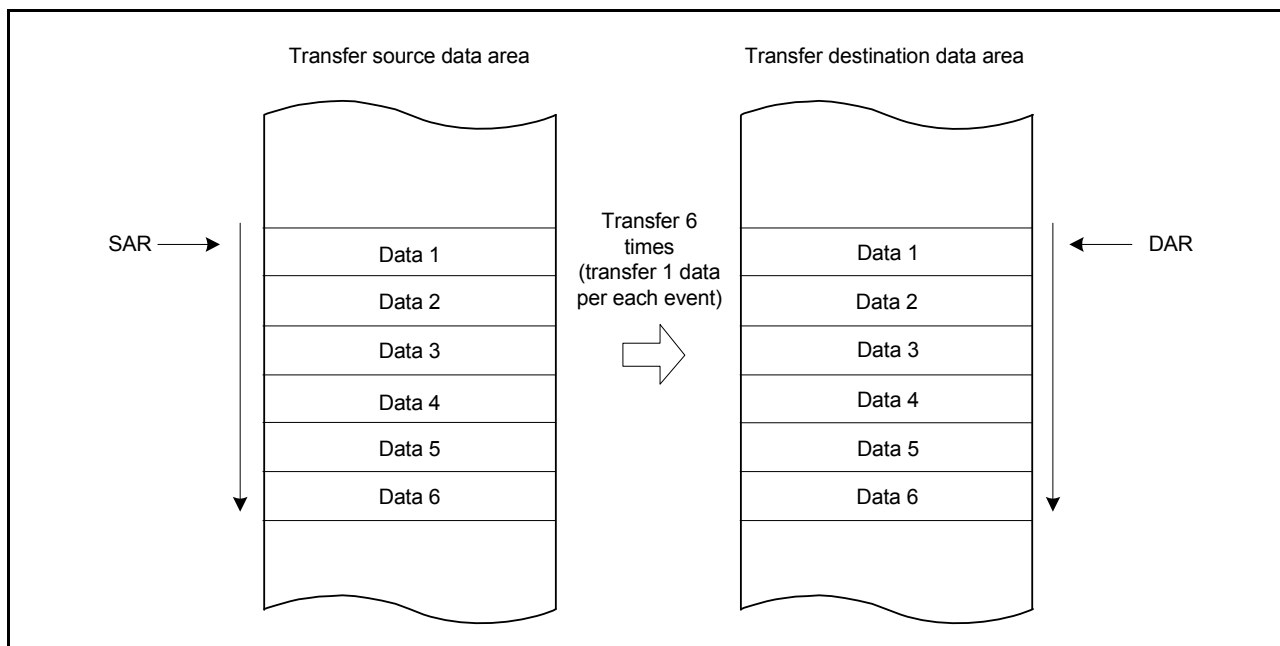 Transfer source data area
Transfer destination data area
SAR
Data 1
Data 2
Data 3
Data 4
Data 5
Data 6
Transfer 6
times
(transfer 1 data
per each event)
Data 1
Data 2
Data 3
Data 4
Data 5
Data 6
DAR